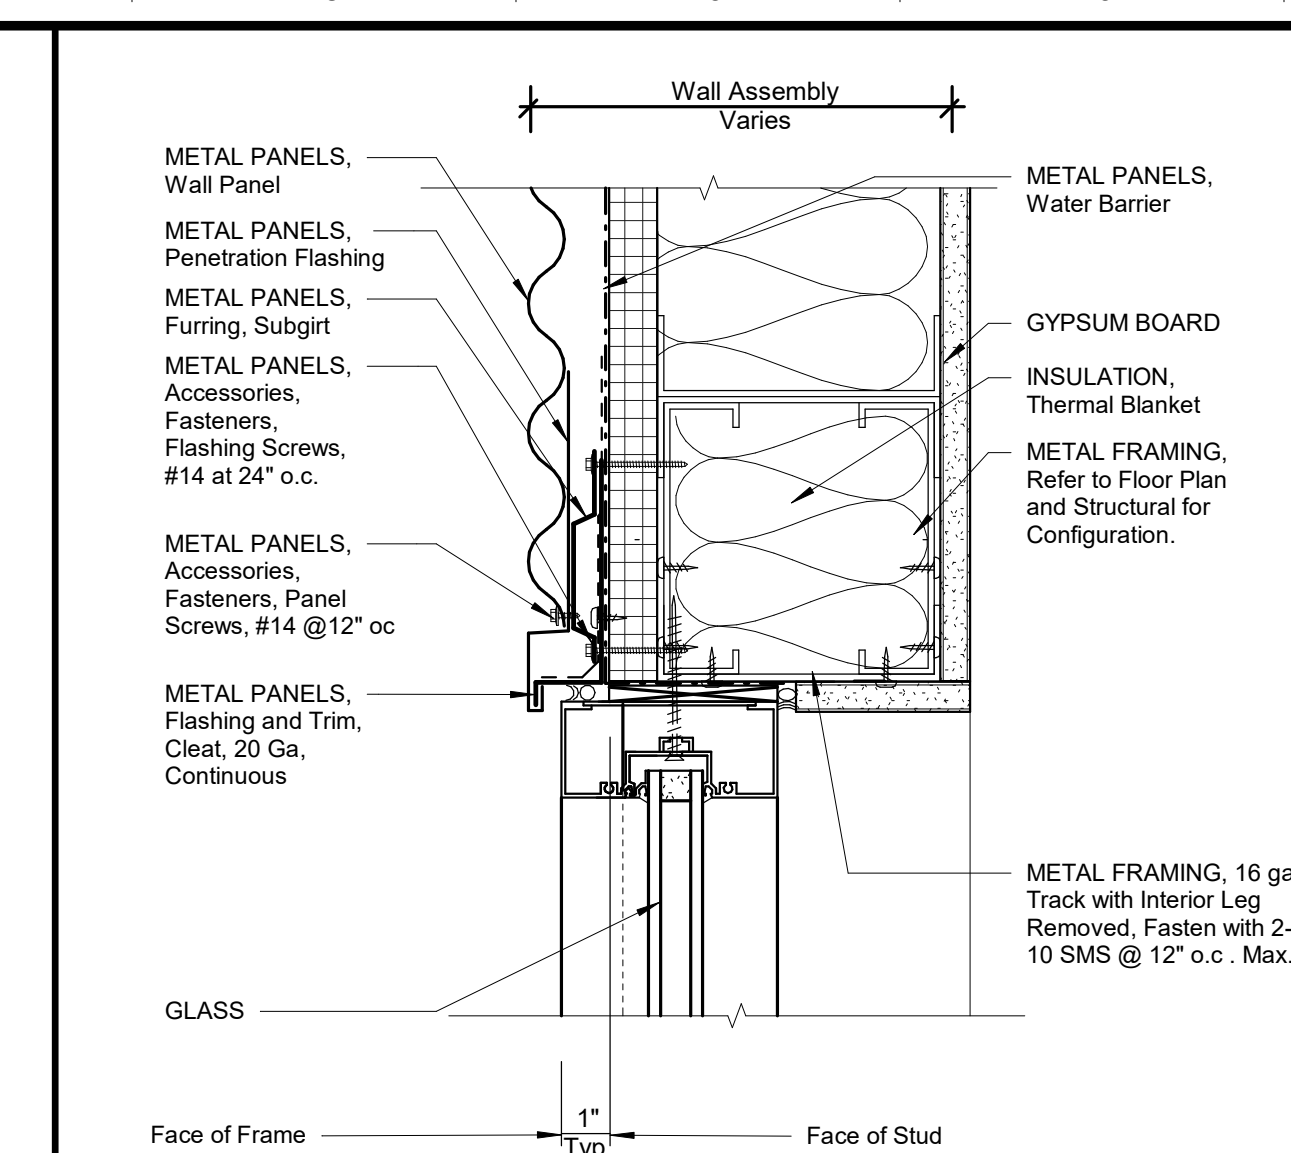 Wall Assembly
Varies
METAL PANELS,
Wall Panel
METAL PANELS,
Penetration Flashing
METAL PANELS,
Furring, Subgirt
METAL PANELS,
Accessories,
Fasteners,
Flashing Screws,
#14 at 24" o.c.
METAL PANELS,
Accessories,
Fasteners, Panel
Screws, #14 @12" oc
METAL PANELS,
Flashing and Trim,
Cleat, 20 Ga,
Continuous
GLASS
METAL PANELS,
Water Barrier
GYPSUM BOARD
INSULATION,
Thermal Blanket
METAL FRAMING,
Refer to Floor Plan
and Structural for
Configuration.
METAL FRAMING, 16 ga
Track with Interior Leg
Removed, Fasten with 2-
10 SMS @ 12" o.c . Max.
Face of Frame
1"
Typ
Face of Stud